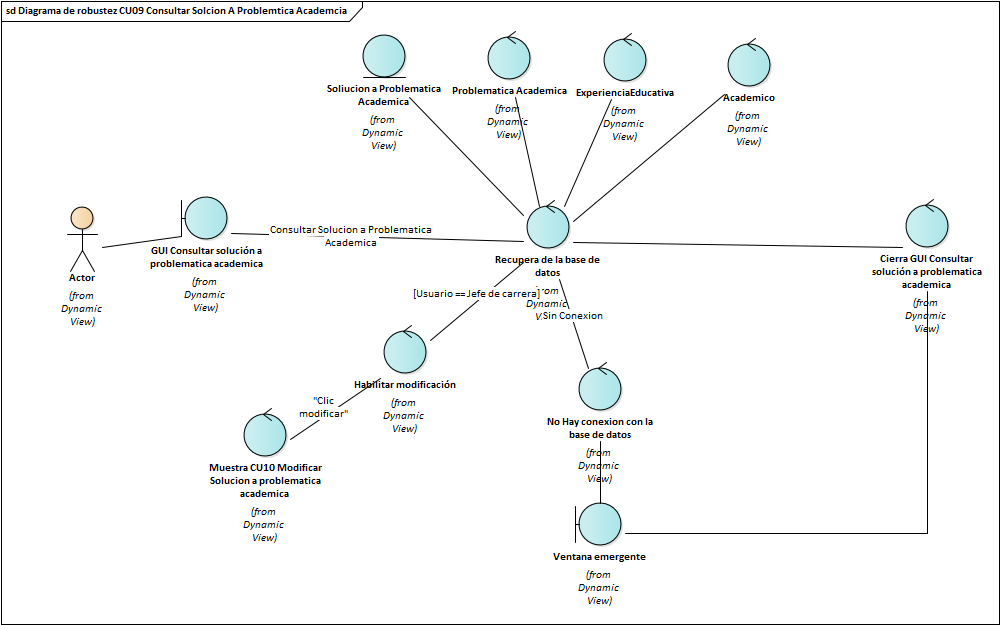 sd Diagrama de robustez CU09 Consultar Solcion A Problemtica Academcia
Soliucion a Problematica
Academica
(from
Dynamic
View)
Problematica Academica
(from
Dynamic
View)
ExperienciaEducativa
(from
Dynamic
View)
Academico
(from
Dynamic
View)
Actor
(from
Dynamic
View)
GUI Consultar solución a
problematica academica
(from
Dynamic
View)
Consultar Solucion a Problematica
Academica
Recupera de la base de
datos
(from
Dynamic
Cierra GUI Consultar
solución a problematica
academica
(from
Dynamic
View)
[Usuario ==Jefe de carrera]
Sin Conexion
Habilitar modificación
(from
Dynamic
View)
"Clic
modificar"
Muestra CU10 Modificar
Solucion a problematica
academica
(from
Dynamic
View)
No Hay conexion con la
base de datos
(from
Dynamic
View)
Ventana emergente
(from
Dynamic
View)